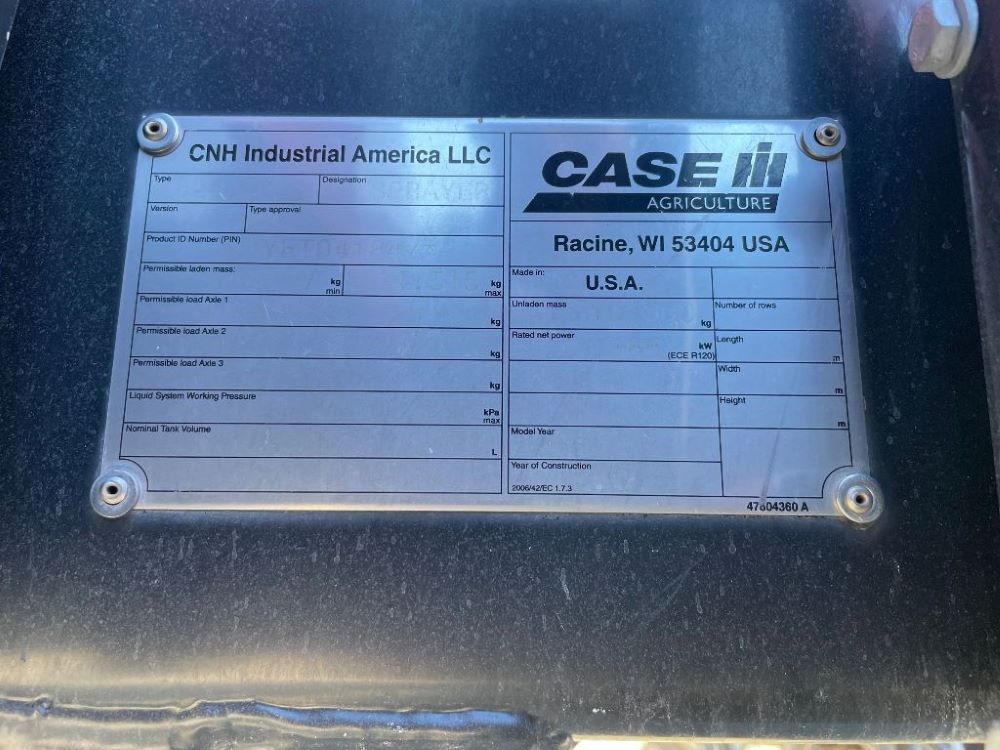 CNH Industrial America LLC
Type
Designation
SPRAYER
Version
Type approval
Product ID Number (PIN)
Permissible laden mass:
kg
min
kg
max
Permissible load Axle 1
kg
Permissible load Axle 2
kg
Permissible load Axle 3
kg
Liquid System Working Pressure
kPa
max
Nominal Tank Volume
L
CASE IH
AGRICULTURE
Racine, WI 53404 USA
Made in:
U.S.A.
Unladen mass
kg
Number of rows
Rated net power
kW
(ECE R120)
Length
m
Width
m
Height
m
Model Year
Year of Construction
2006/42/EC 1.7.3
47804360 A